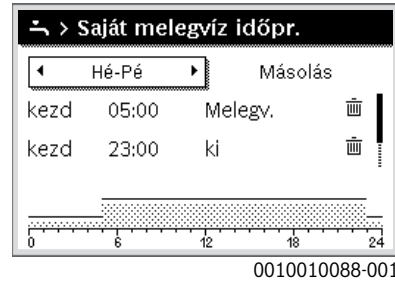 > Saját melegvíz időpr.
Hé-Pé Másolás
kezd 05:00 Melegv.
kezd 23:00 ki
0 6 12 18 24
0010010088-001